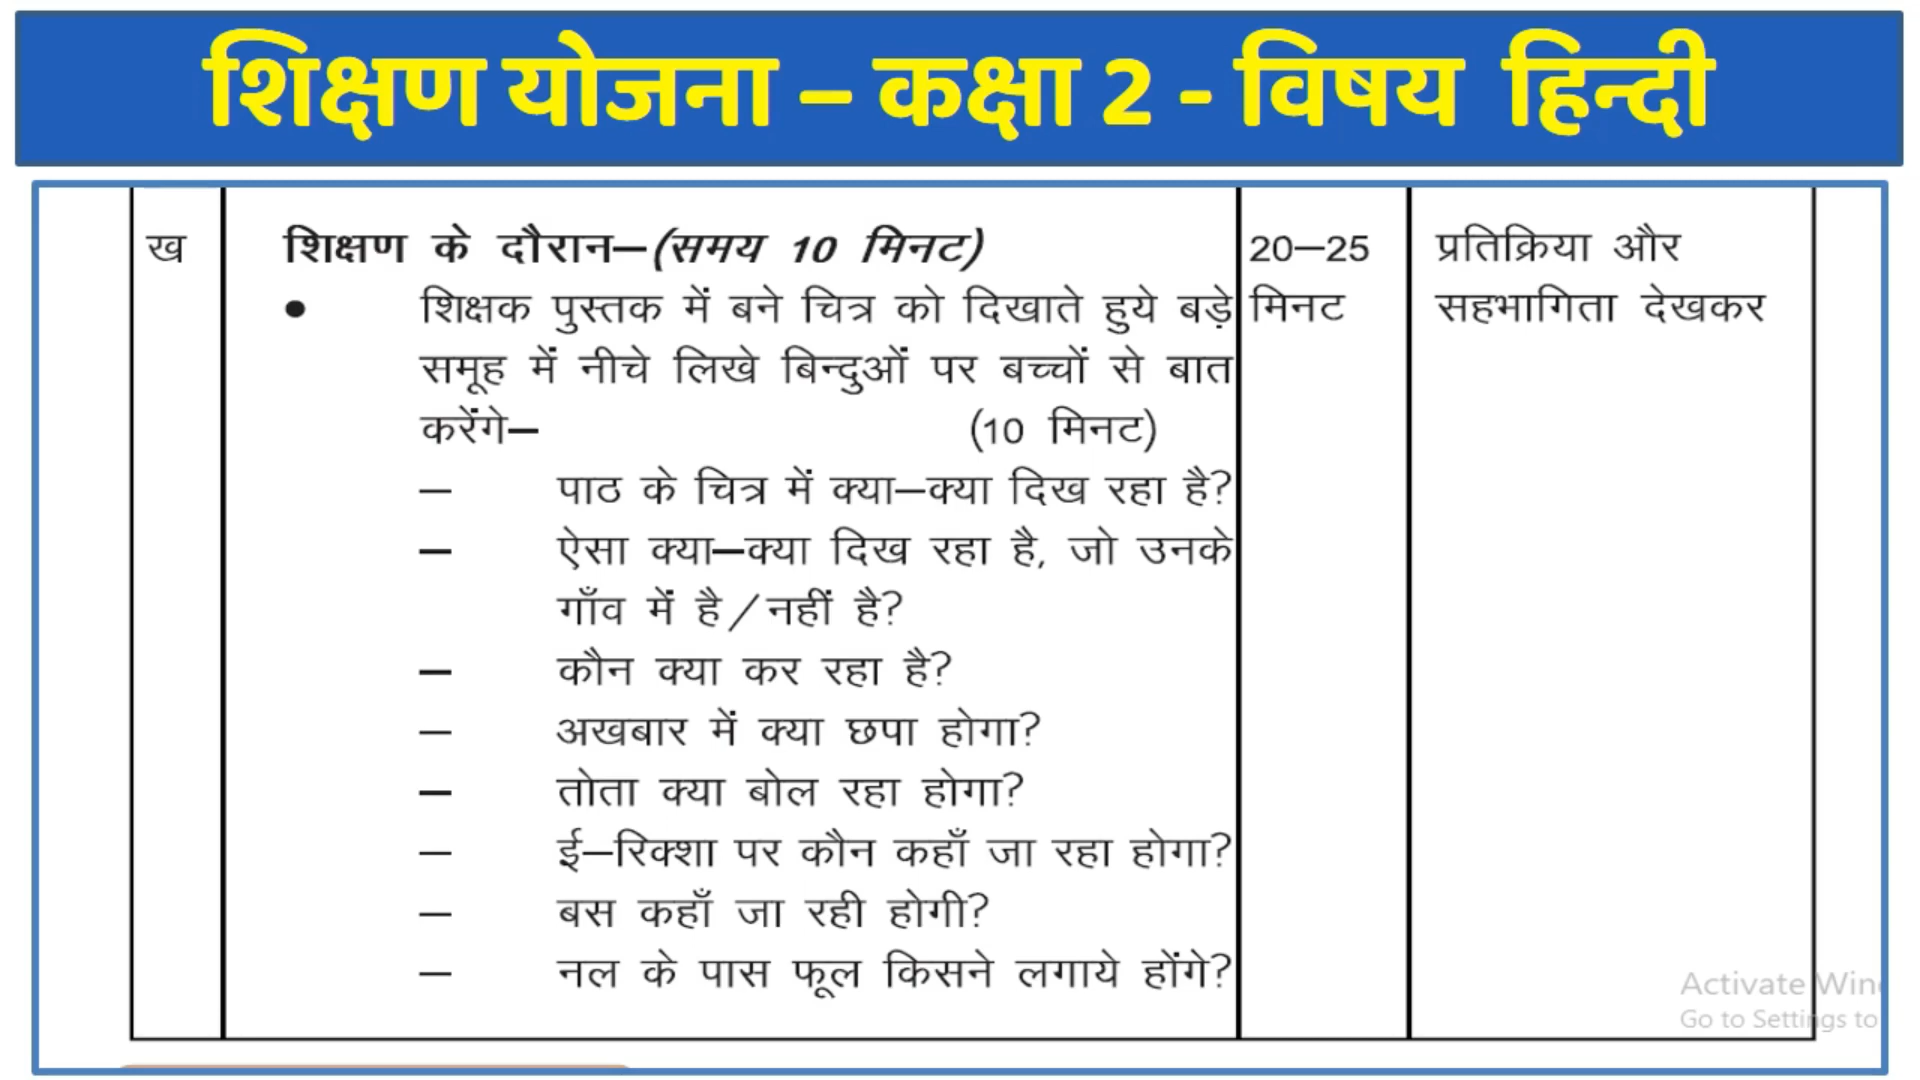 शिक्षण योजना – कक्षा 2 - विषय हिन्दी
ख शिक्षण के दौरान–(समय 10 मिनट) 20–25 प्रतिक्रिया और
● शिक्षक पुस्तक में बने चित्र को दिखाते हुये बड़े मिनट सहभागिता देखकर
समूह में नीचे लिखे बिन्दुओं पर बच्चों से बात
करेंगे– (10 मिनट)
– पाठ के चित्र में क्या–क्या दिख रहा है?
– ऐसा क्या–क्या दिख रहा है, जो उनके
गाँव में है/नहीं है?
– कौन क्या कर रहा है?
– अखबार में क्या छपा होगा?
– तोता क्या बोल रहा होगा?
– ई–रिक्शा पर कौन कहाँ जा रहा होगा?
– बस कहाँ जा रही होगी?
– नल के पास फूल किसने लगाये होंगे?
Activate Win
Go to Settings to